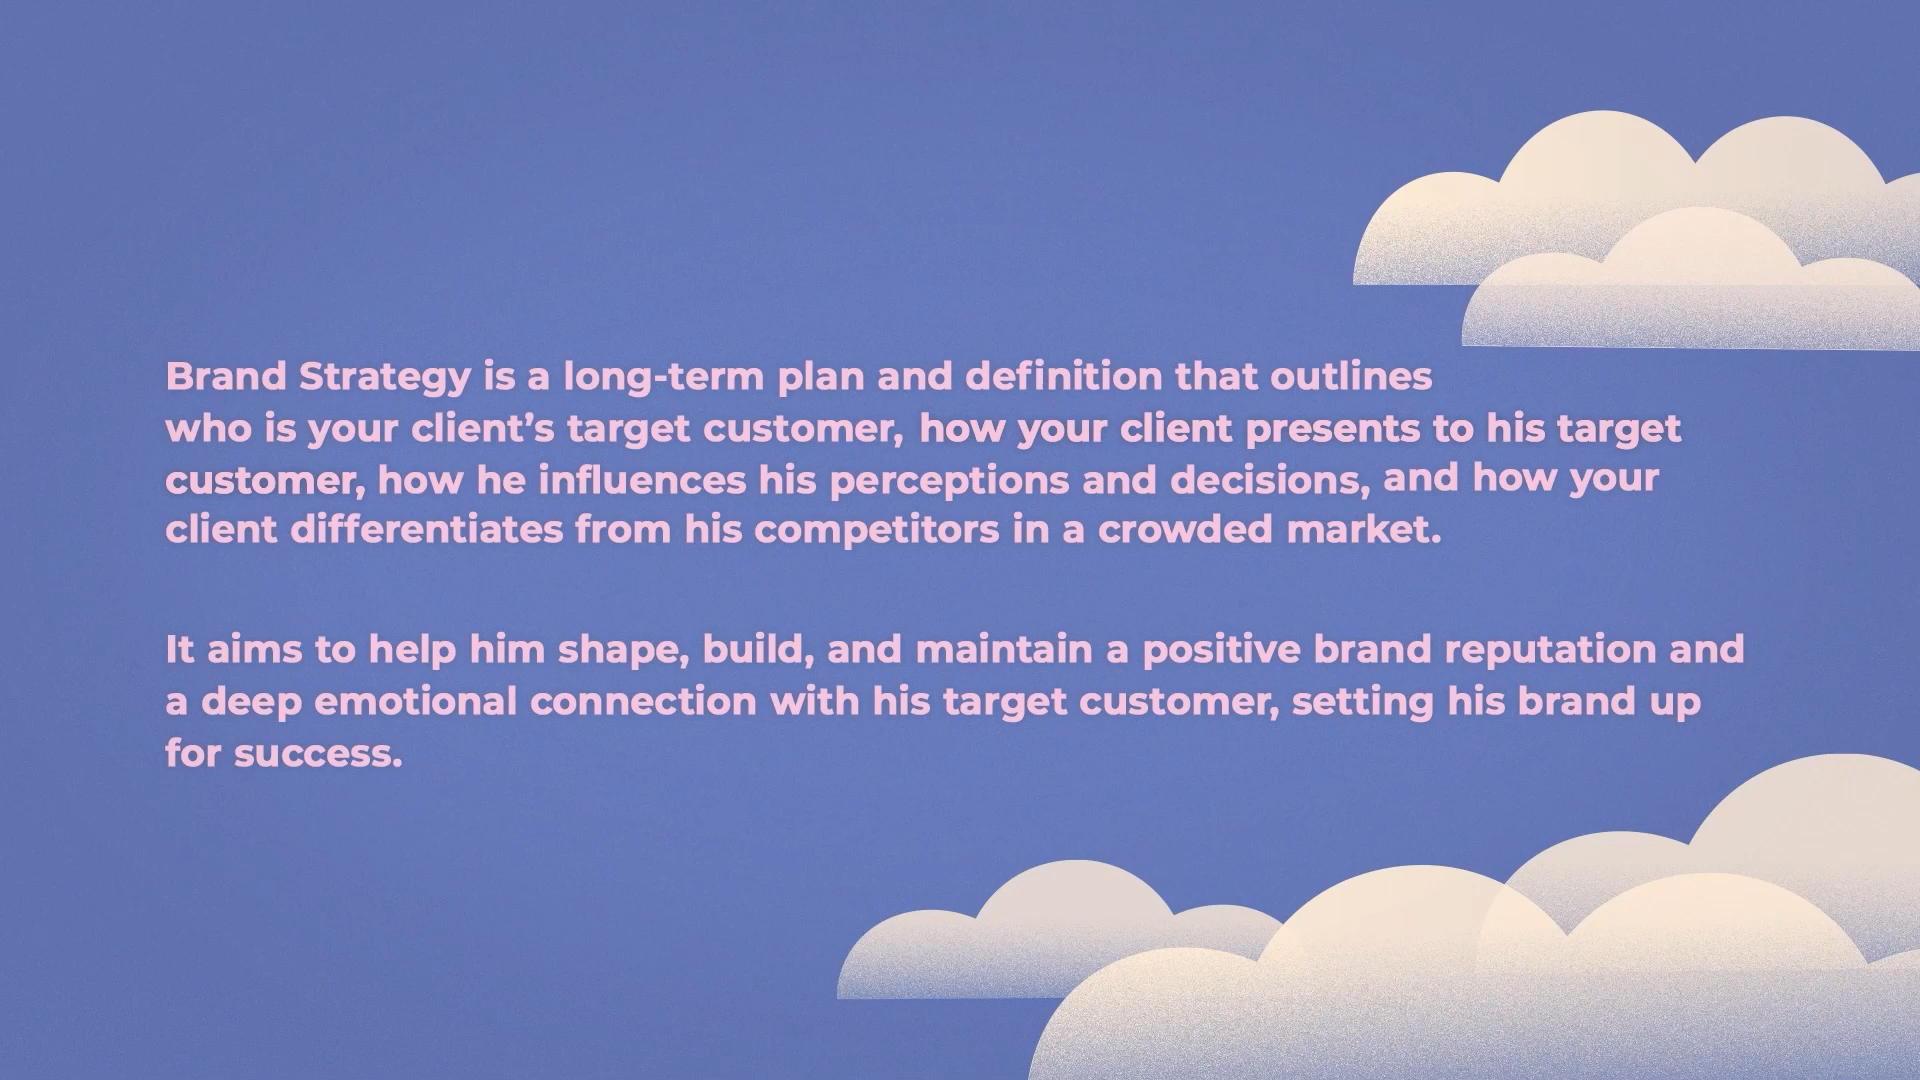 Brand Strategy is a long-term plan and definition that outlines
who is your client’s target customer, how your client presents to his target
customer, how he influences his perceptions and decisions, and how your
client differentiates from his competitors in a crowded market.
It aims to help him shape, build, and maintain a positive brand reputation and
a deep emotional connection with his target customer, setting his brand up
for success.